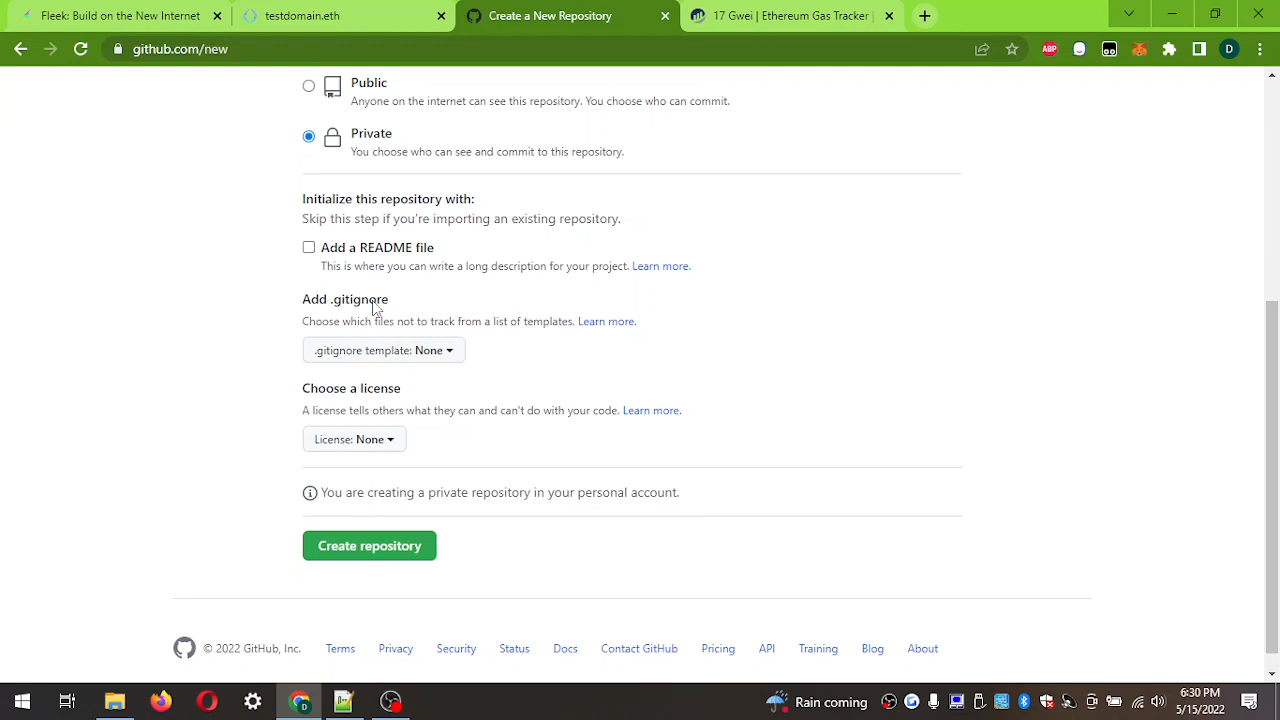 Fleek: Build on the New Internet
testdomain.eth
Create a New Repository
17 Gwei | Ethereum Gas Tracker |
github.com/new
ABP
D
Public
Anyone on the internet can see this repository. You choose who can commit.
Private
You choose who can see and commit to this repository.
Initialize this repository with:
Skip this step if you're importing an existing repository.
Add a README file
This is where you can write a long description for your project. Learn more.
Add .gitignore
Choose which files not to track from a list of templates. Learn more.
.gitignore template: None
Choose a license
A license tells others what they can and can't do with your code. Learn more.
License: None
You are creating a private repository in your personal account.
Create repository
© 2022 GitHub, Inc.
Terms
Privacy
Security
Status
Docs
Contact GitHub
Pricing
API
Training
Blog
About
Rain coming
6:30 PM
5/15/2022